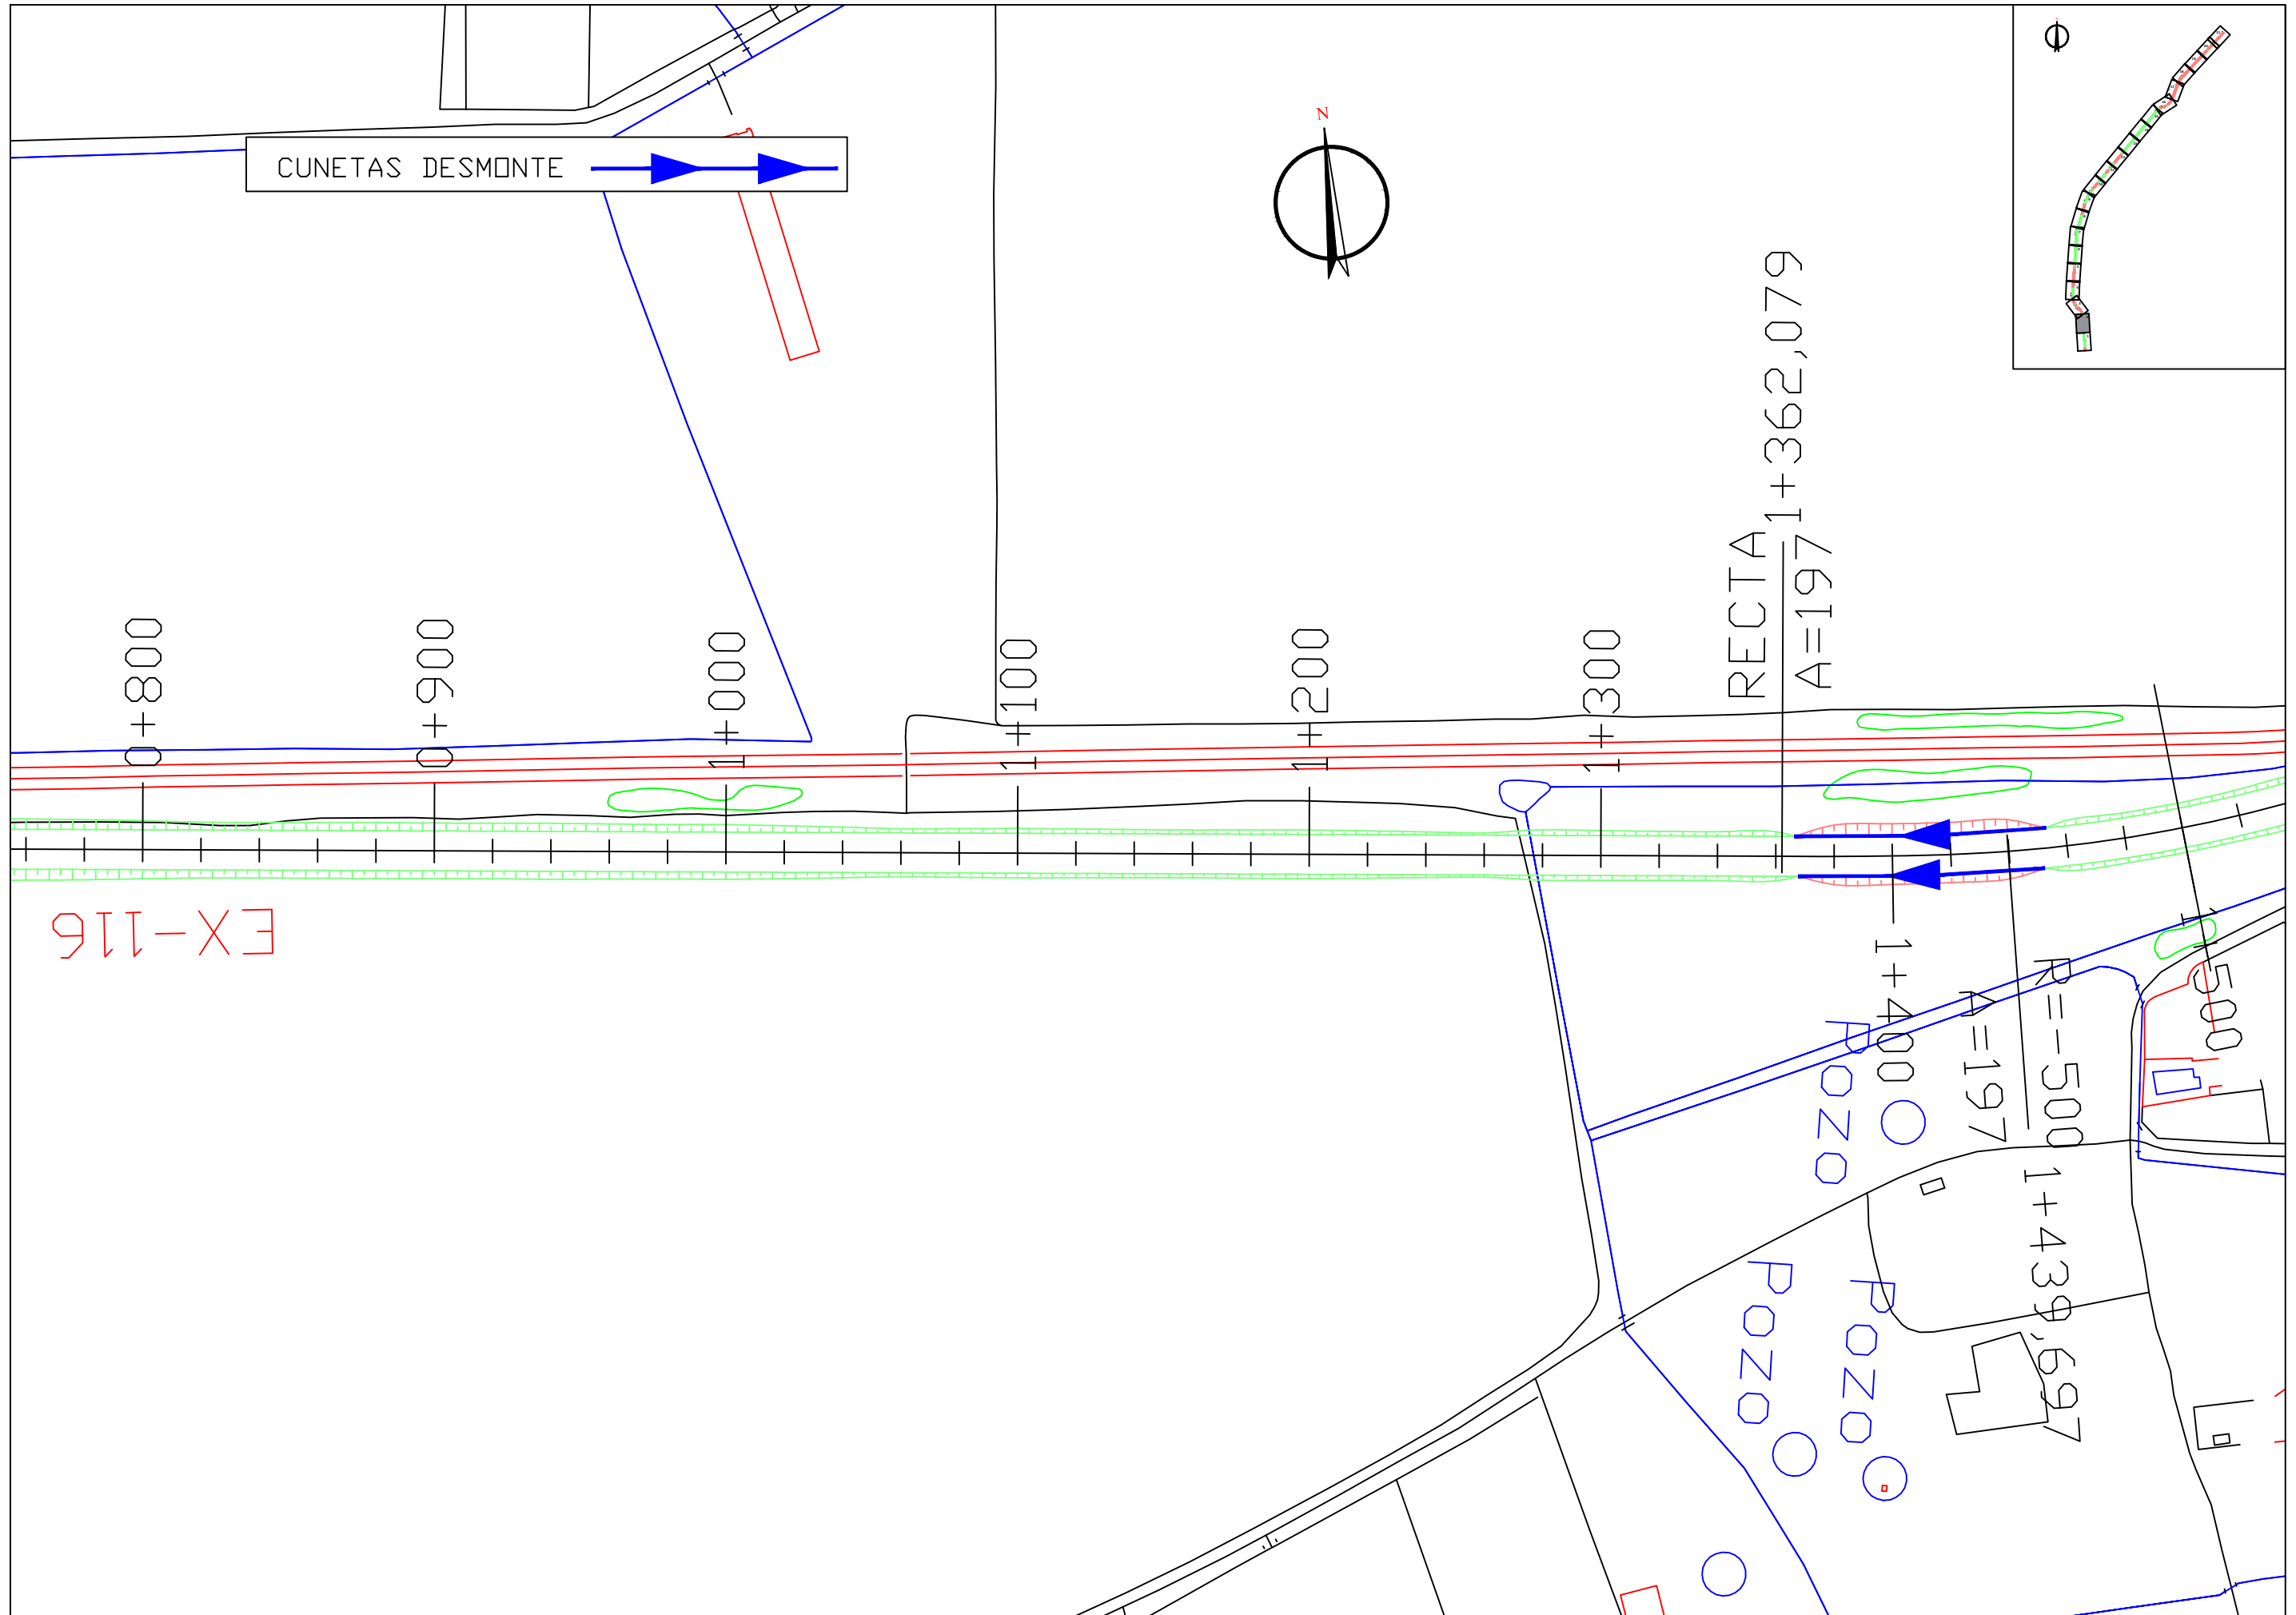 CUNETAS DESMONTE
N
0+800
0+900
1+000
1+100
1+200
1+300
RECTA 1+362,079
A=197
EX-116
1+400
A=197
R=-500 1+439,697
1+500
Pozo
Pozo
Pozo